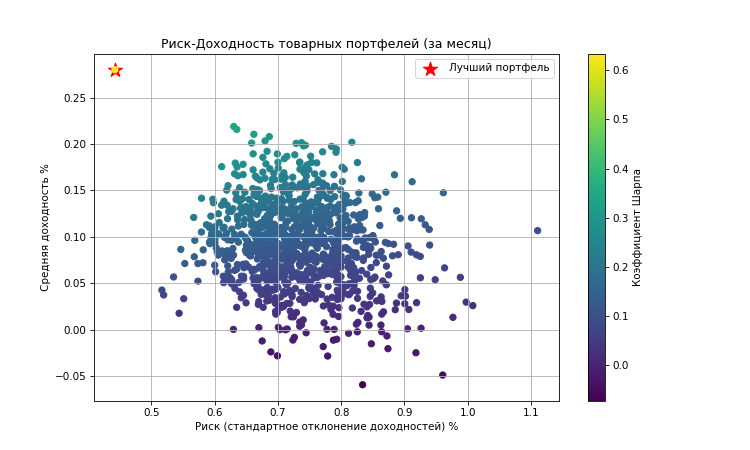 Риск-Доходность товарных портфелей (за месяц)
Лучший портфель
Средняя доходность %
0.25
0.20
0.15
0.10
0.05
0.00
−0.05
0.5 0.6 0.7 0.8 0.9 1.0 1.1
Риск (стандартное отклонение доходностей) %
0.6
0.5
0.4
0.3
0.2
0.1
0.0
Коэффициент Шарпа